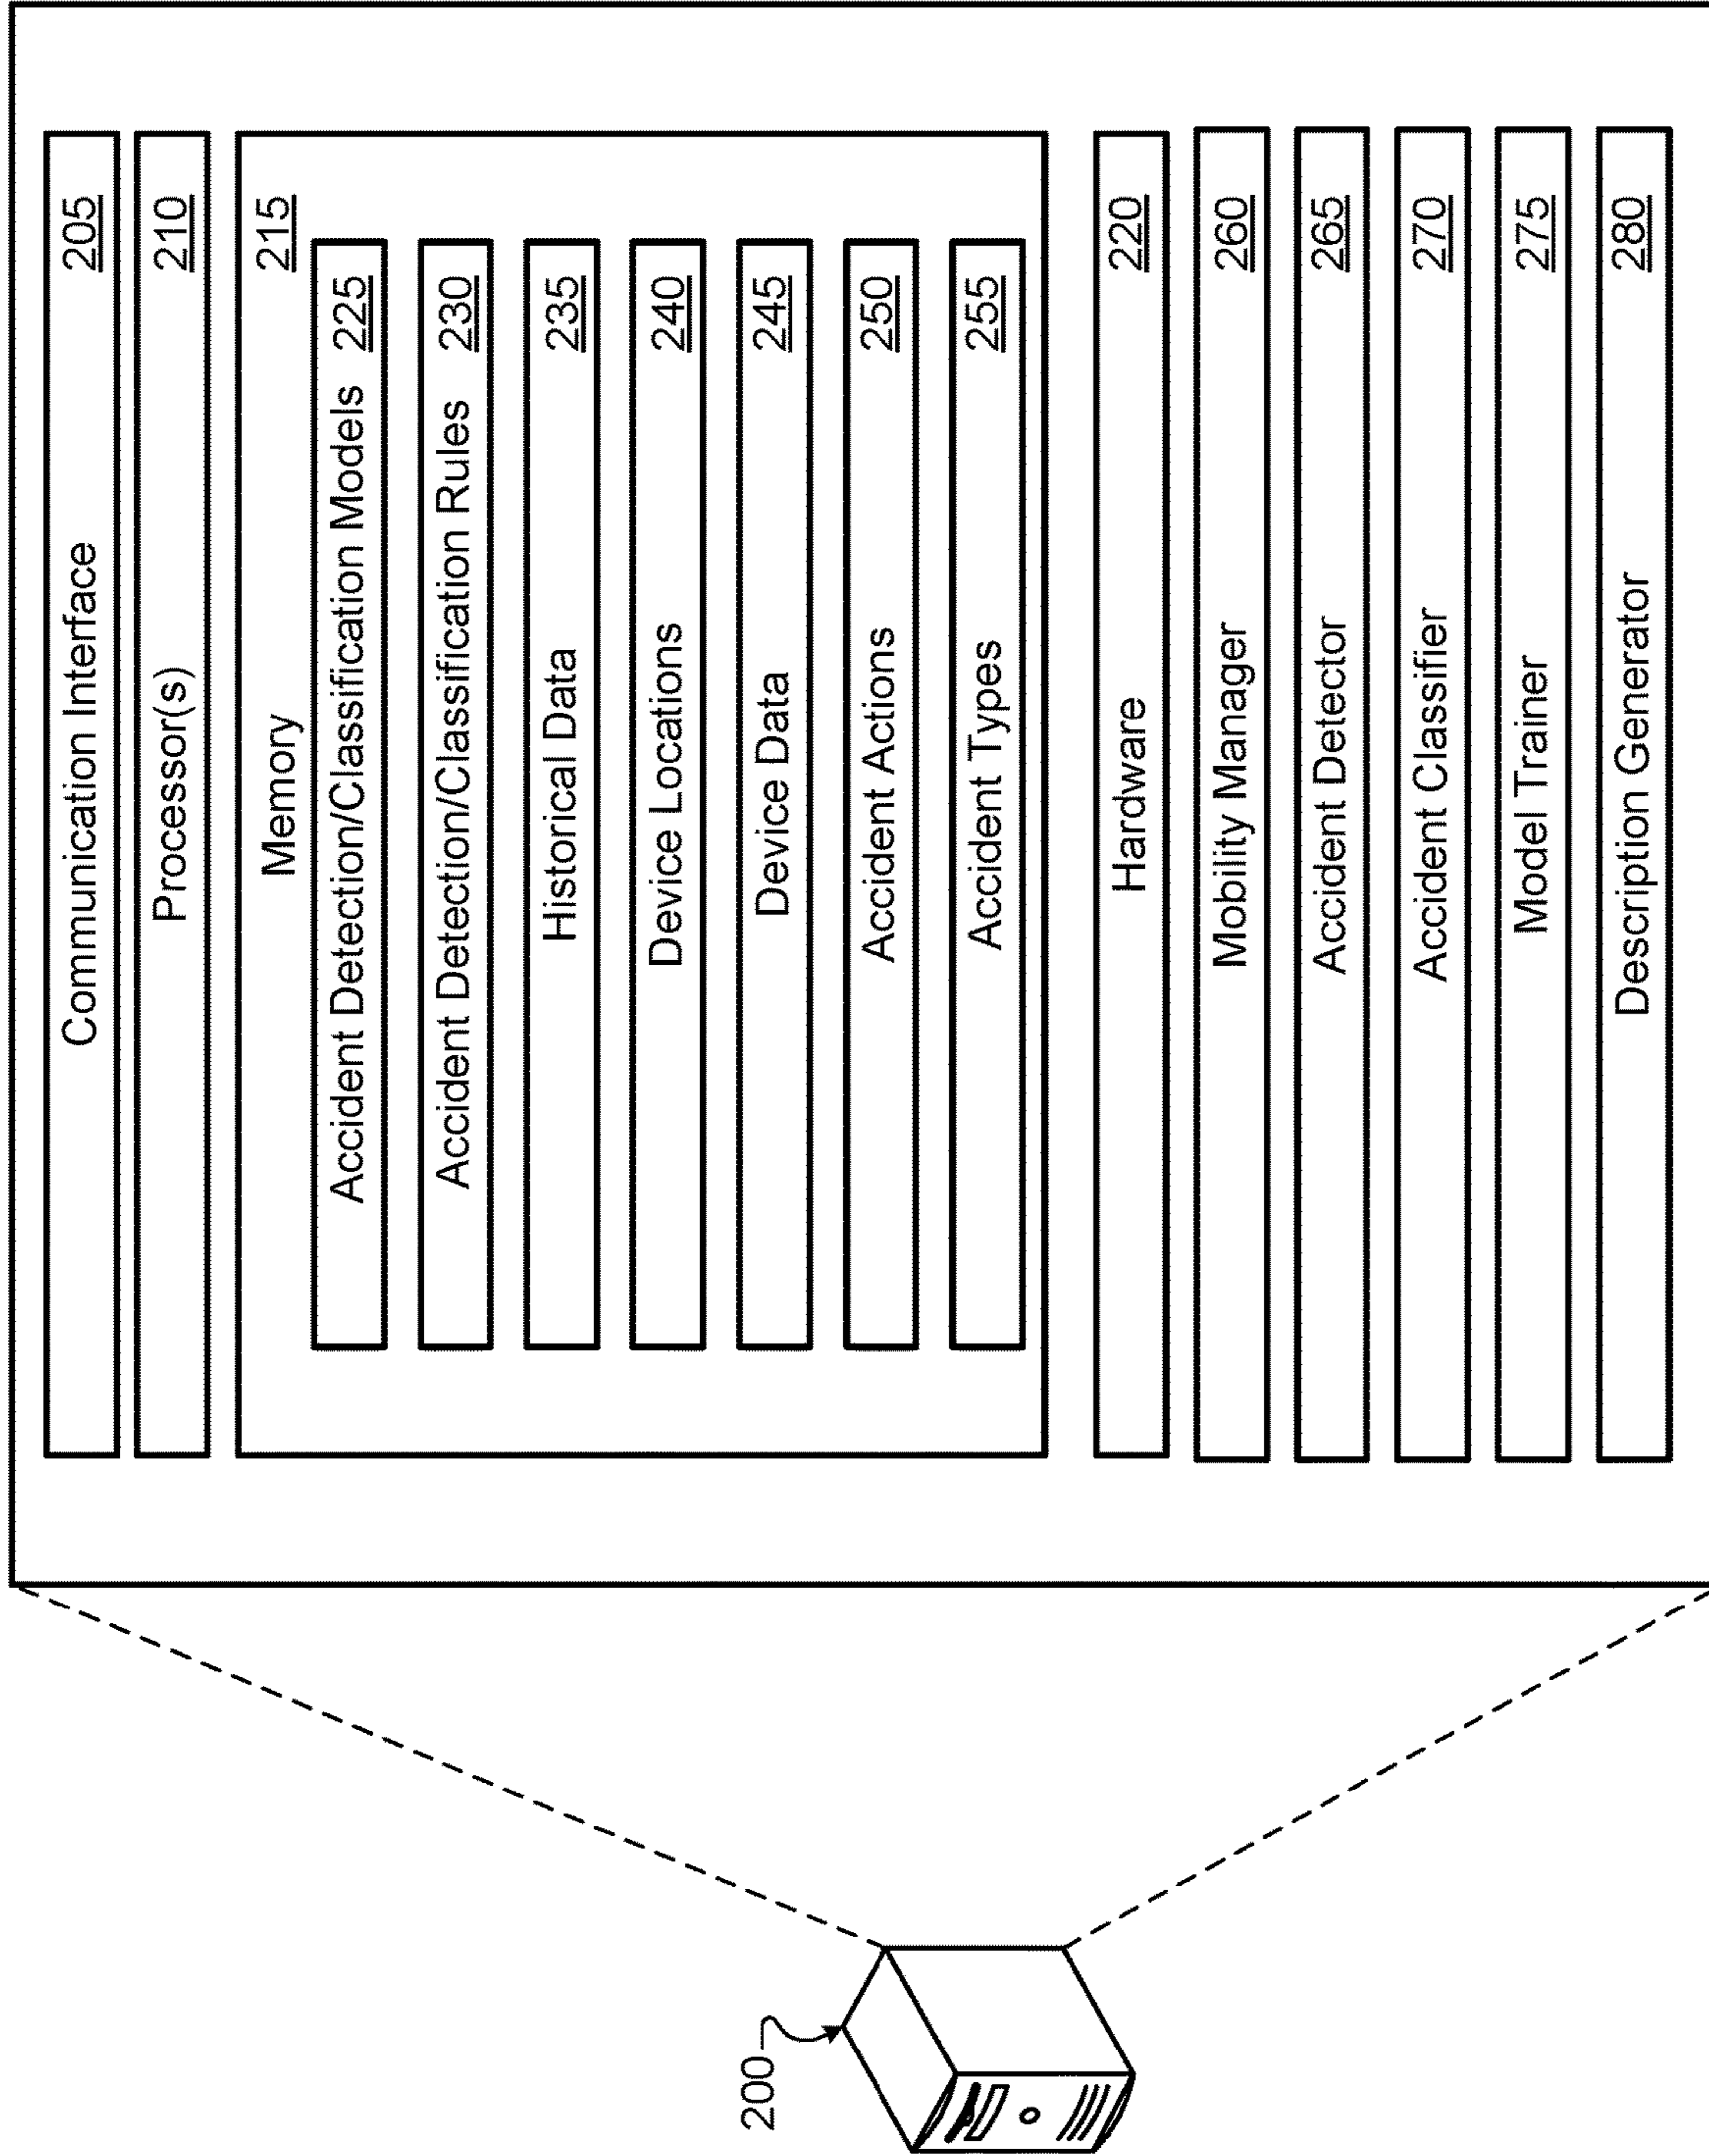 200
Communication Interface 205
Processor(s) 210
Memory 215
Accident Detection/Classification Models 225
Accident Detection/Classification Rules 230
Historical Data 235
Device Locations 240
Device Data 245
Accident Actions 250
Accident Types 255
Hardware 220
Mobility Manager 260
Accident Detector 265
Accident Classifier 270
Model Trainer 275
Description Generator 280